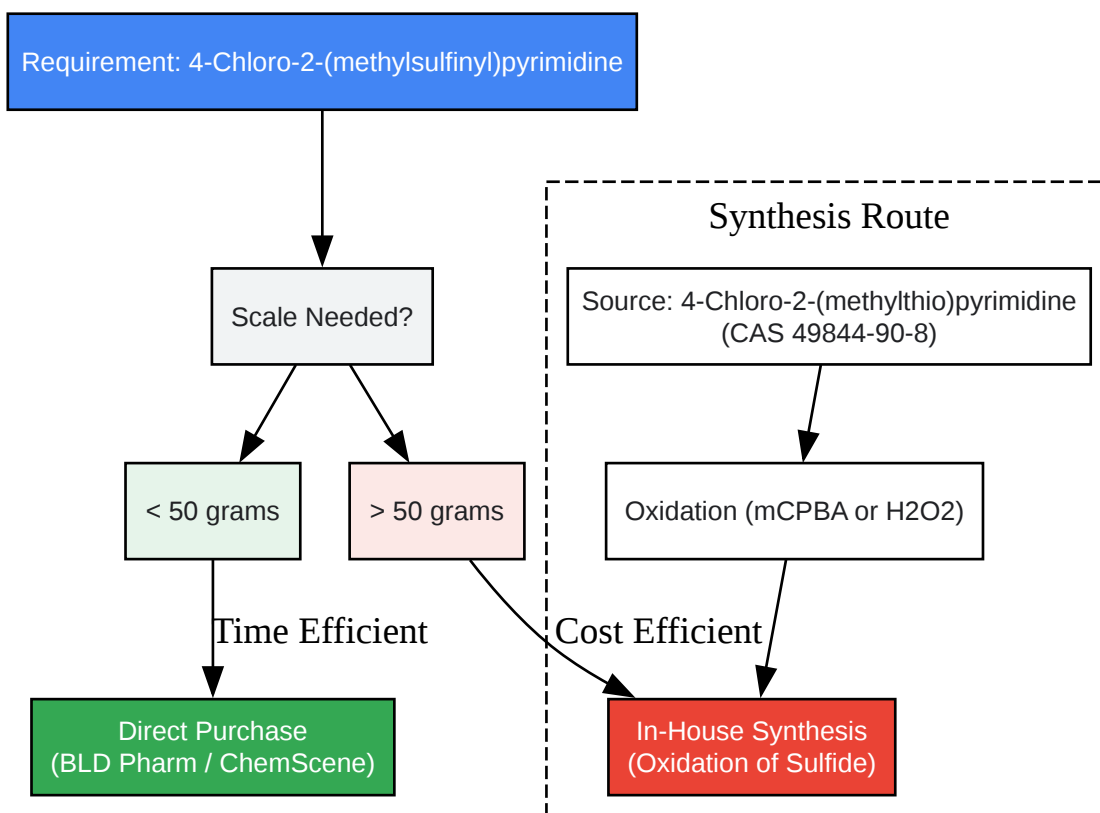 Requirement: 4-Chloro-2-(methylsulfinyl)pyrimidine
Synthesis Route
Scale Needed?
Source: 4-Chloro-2-(methylthio)pyrimidine
(CAS 49844-90-8)
< 50 grams
> 50 grams
Oxidation (mCPBA or H2O2)
Time Efficient
Cost Efficient
Direct Purchase
(BLD Pharm / ChemScene)
In-House Synthesis
(Oxidation of Sulfide)